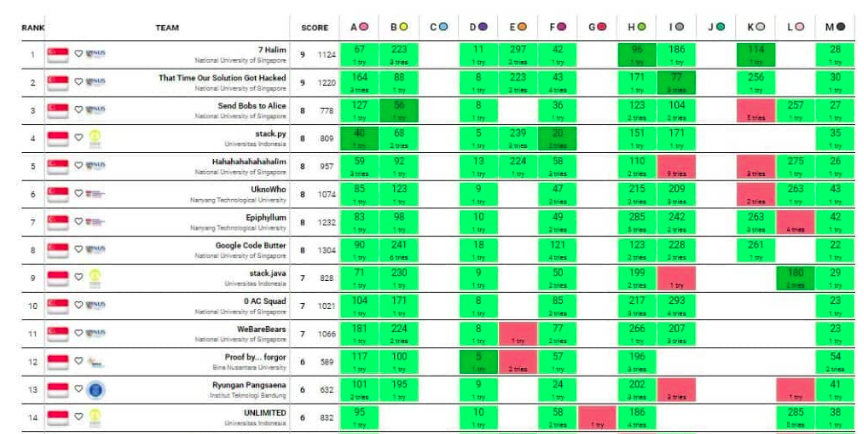 RANK TEAM SCORE A B C D E F G H I J K L M
1 7 Halim 9 1124 67 223 11 297 42 96 186 114 28
National University of Singapore 1 try 3 tries 1 try 2 tries 1 try 1 try 1 try 1 try 1 try
2 That Time Our Solution Got Hacked 9 1220 164 88 8 223 43 171 77 256 30
National University of Singapore 3 tries 1 try 1 try 2 tries 4 tries 1 try 1 try 1 try
3 Send Bobs to Alice 8 778 127 56 8 36 123 104 257 27
National University of Singapore 1 try 1 try 1 try 1 try 2 tries 2 tries 5 tries 1 try 1 try
4 stack.py 8 809 40 68 5 239 20 151 171 35
Universitas Indonesia 1 try 2 tries 1 try 3 tries 2 tries 1 try 1 try 1 try
5 Hahahahahahahalim 8 957 59 92 13 224 58 110 275 26
National University of Singapore 3 tries 1 try 1 try 1 try 2 tries 2 tries 5 tries 3 tries 1 try 1 try
6 UknoWho 8 1074 85 123 9 47 215 209 263 43
Nanyang Technological University 1 try 1 try 1 try 2 tries 2 tries 3 tries 2 tries 1 try 1 try
7 Epiphyllum 8 1232 83 98 10 49 285 242 263 42
Nanyang Technological University 1 try 1 try 1 try 2 tries 5 tries 2 tries 3 tries 4 tries 1 try
8 Google Code Butter 8 1304 90 241 18 121 123 228 261 22
National University of Singapore 1 try 6 tries 1 try 4 tries 2 tries 2 tries 1 try 1 try
9 stack.java 7 828 71 230 9 50 199 180 29
Universitas Indonesia 1 try 1 try 1 try 2 tries 2 tries 1 try 2 tries 1 try
10 0 AC Squad 7 1021 104 171 8 85 217 293 23
National University of Singapore 1 try 1 try 1 try 2 tries 3 tries 4 tries 1 try
11 WeBareBears 7 1066 181 224 8 77 266 207 23
National University of Singapore 1 try 2 tries 1 try 1 try 2 tries 1 try 3 tries 1 try
12 Proof by... forgor 6 589 117 100 5 57 196 54
Bina Nusantara University 1 try 1 try 1 try 2 tries 1 try 3 tries 2 tries
13 Ryungan Pangsaena 6 632 101 195 9 24 202 41
Institut Teknologi Bandung 2 tries 1 try 1 try 1 try 3 tries 3 tries 1 try 1 try
14 UNLIMITED 6 832 95 10 58 186 285 38
Universitas Indonesia 1 try 1 try 2 tries 1 try 4 tries 5 tries 1 try